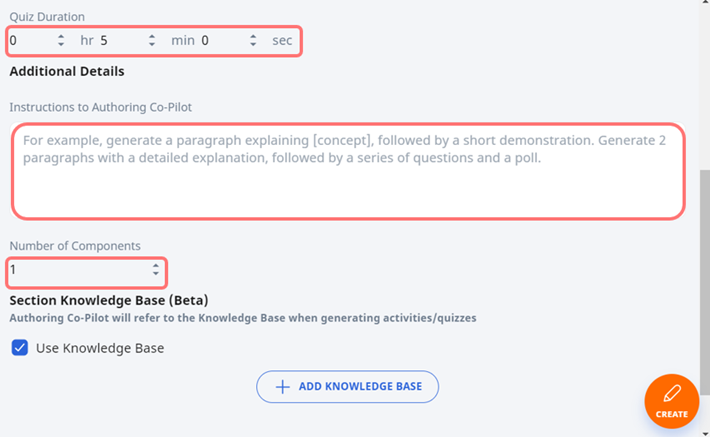 Quiz Duration
0 hr 5 min 0 sec
Additional Details
Instructions to Authoring Co-Pilot
For example, generate a paragraph explaining [concept], followed by a short demonstration. Generate 2
paragraphs with a detailed explanation, followed by a series of questions and a poll.
Number of Components
1
Section Knowledge Base (Beta)
Authoring Co-Pilot will refer to the Knowledge Base when generating activities/quizzes
Use Knowledge Base
ADD KNOWLEDGE BASE
CREATE